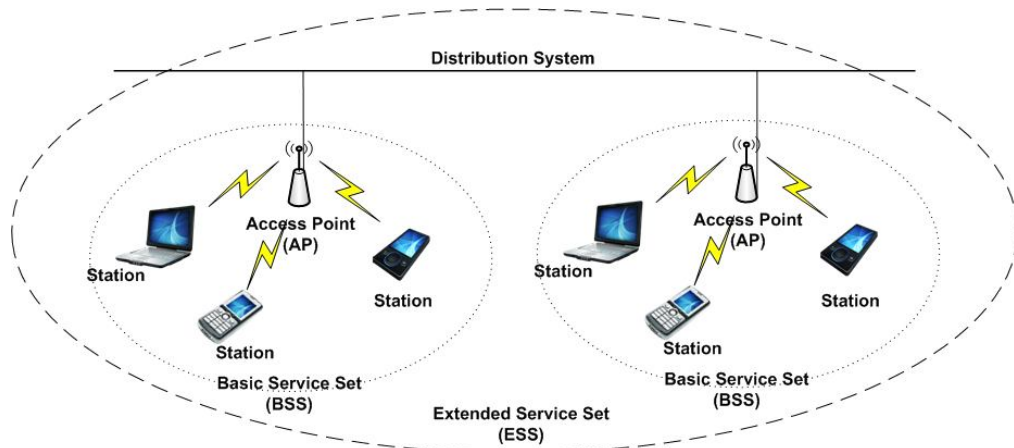 Distribution System
Access Point
(AP)
Station
Station
Station
Basic Service Set
(BSS)
Access Point
(AP)
Station
Station
Station
Basic Service Set
(BSS)
Extended Service Set
(ESS)